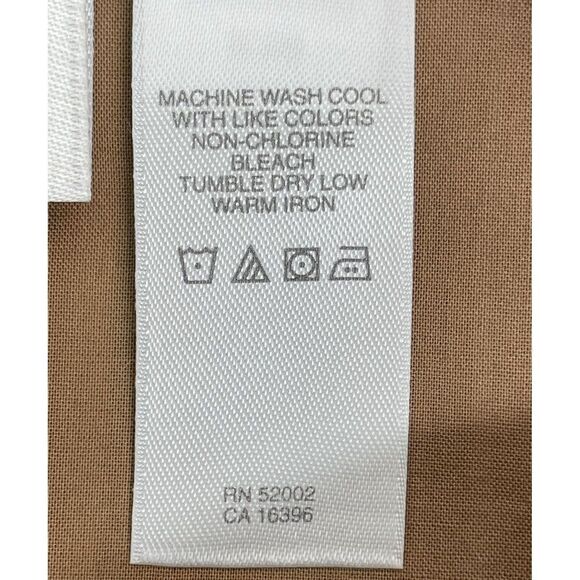 MACHINE WASH COOL
WITH LIKE COLORS
NON-CHLORINE
BLEACH
TUMBLE DRY LOW
WARM IRON
RN 52002
CA 16396